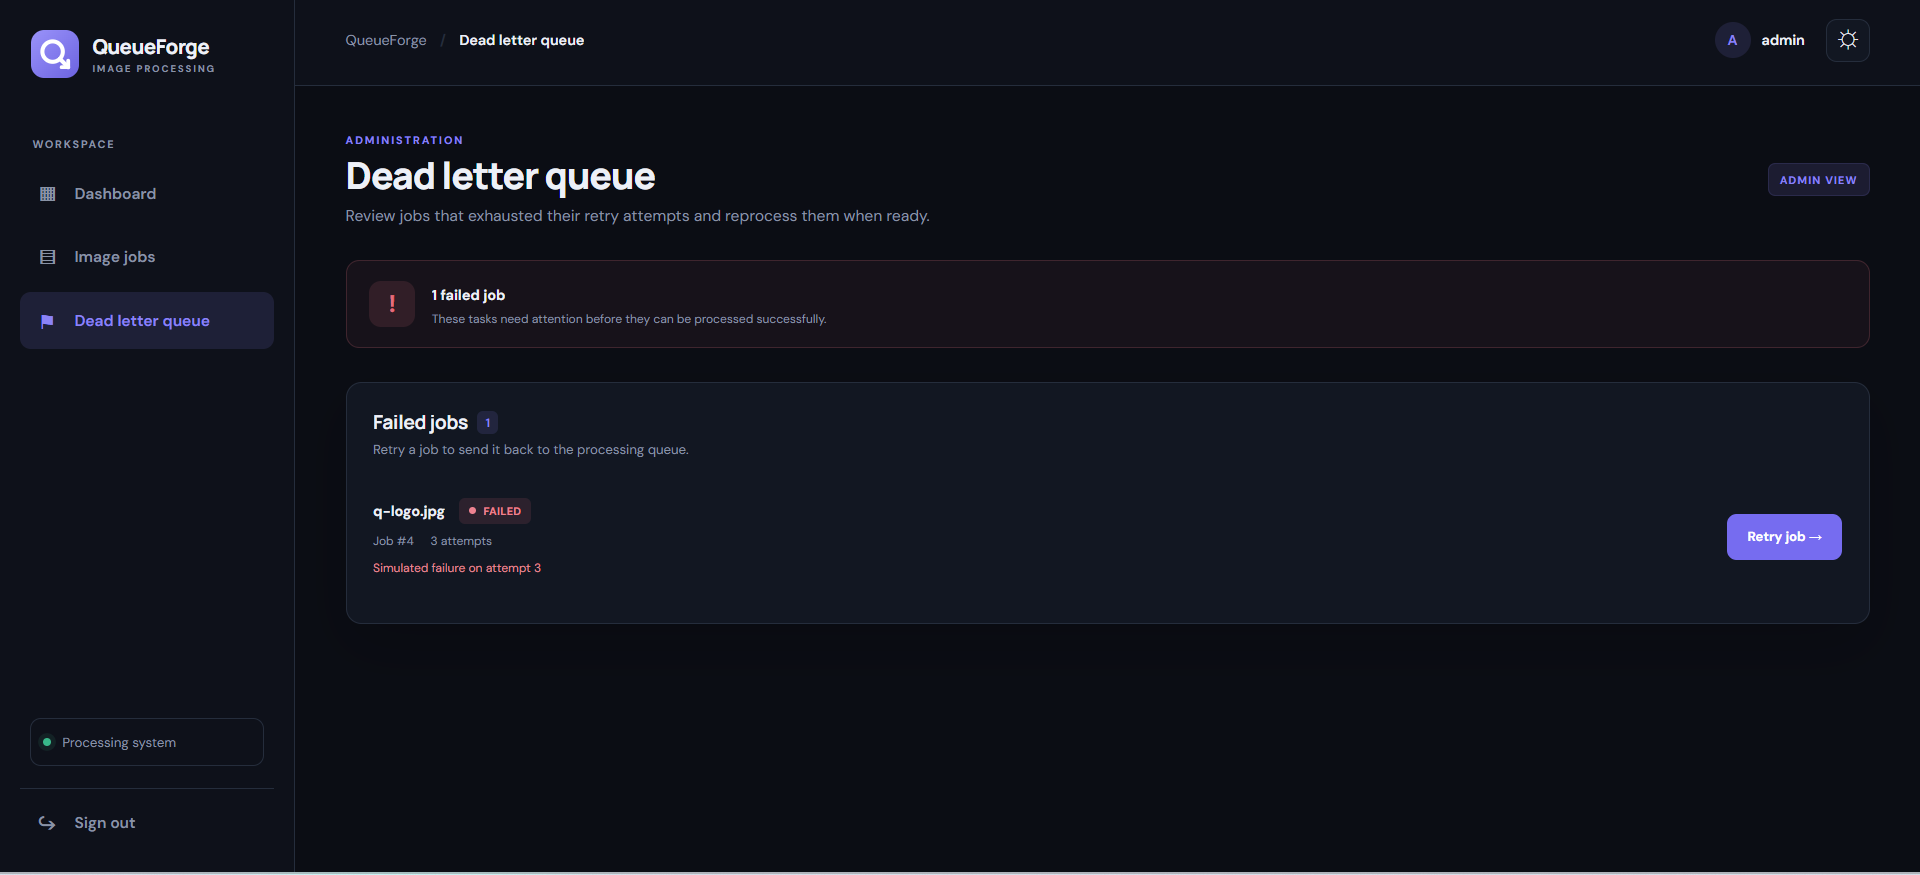 QueueForge
IMAGE PROCESSING
WORKSPACE
Dashboard
Image jobs
Dead letter queue
Processing system
Sign out
QueueForge / Dead letter queue
A admin
ADMINISTRATION
Dead letter queue
Review jobs that exhausted their retry attempts and reprocess them when ready.
ADMIN VIEW
! 1 failed job
These tasks need attention before they can be processed successfully.
Failed jobs 1
Retry a job to send it back to the processing queue.
q-logo.jpg FAILED
Job #4 3 attempts
Simulated failure on attempt 3
Retry job →